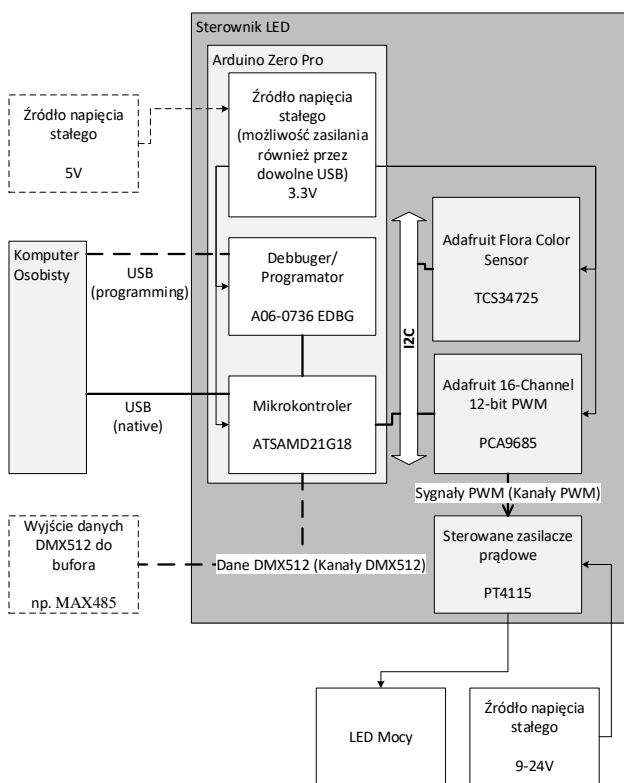 Sterownik LED
Arduino Zero Pro
Źródło napięcia
stałego
5V
Źródło napięcia
stałego
(możliwość zasilania
również przez
dowolne USB)
3.3V
Komputer
Osobisty
USB
(programming)
Debbuger/
Programator
A06-0736 EDBG
I2C
Adafruit Flora Color
Sensor
TCS34725
USB
(native)
Mikrokontroler
ATSAMD21G18
Adafruit 16-Channel
12-bit PWM
PCA9685
Sygnały PWM (Kanały PWM)
Wyjście danych
DMX512 do
bufora
np. MAX485
Dane DMX512 (Kanały DMX512)
Sterowane zasilacze
prądowe
PT4115
LED Mocy
Źródło napięcia
stałego
9-24V